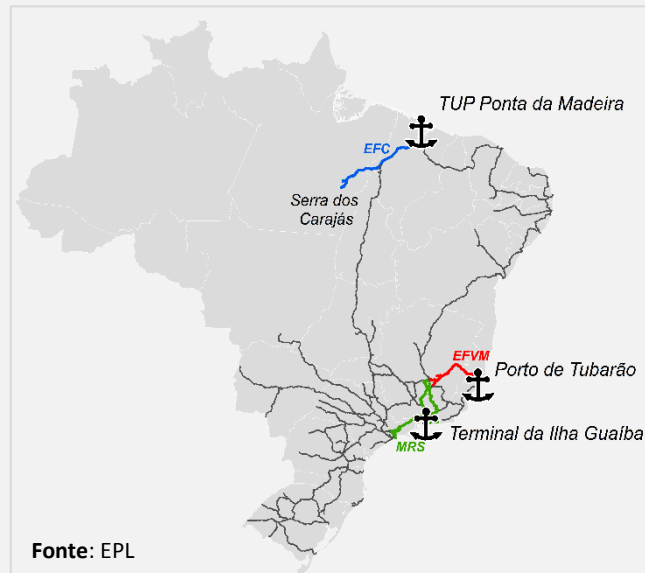 TUP Ponta da Madeira
EFC
Serra dos
Carajás
EFVM
Porto de Tubarão
Terminal da Ilha Guaíba
MRS
Fonte: EPL